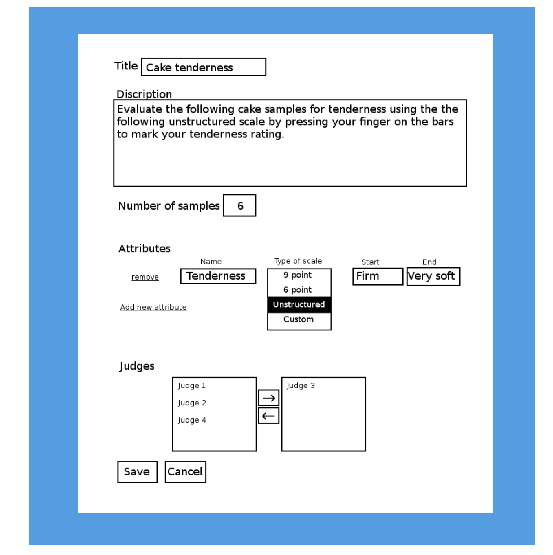 Title Cake tenderness
Discription
Evaluate the following cake samples for tenderness using the the
following unstructured scale by pressing your finger on the bars
to mark your tenderness rating.
Number of samples 6
Attributes
Name Type of scale Start End
remove Tenderness 9 point Firm Very soft
6 point
Unstructured
Add new attribute
Custom
Judges
Judge 1 Judge 3
→
Judge 2
←
Judge 4
Save Cancel